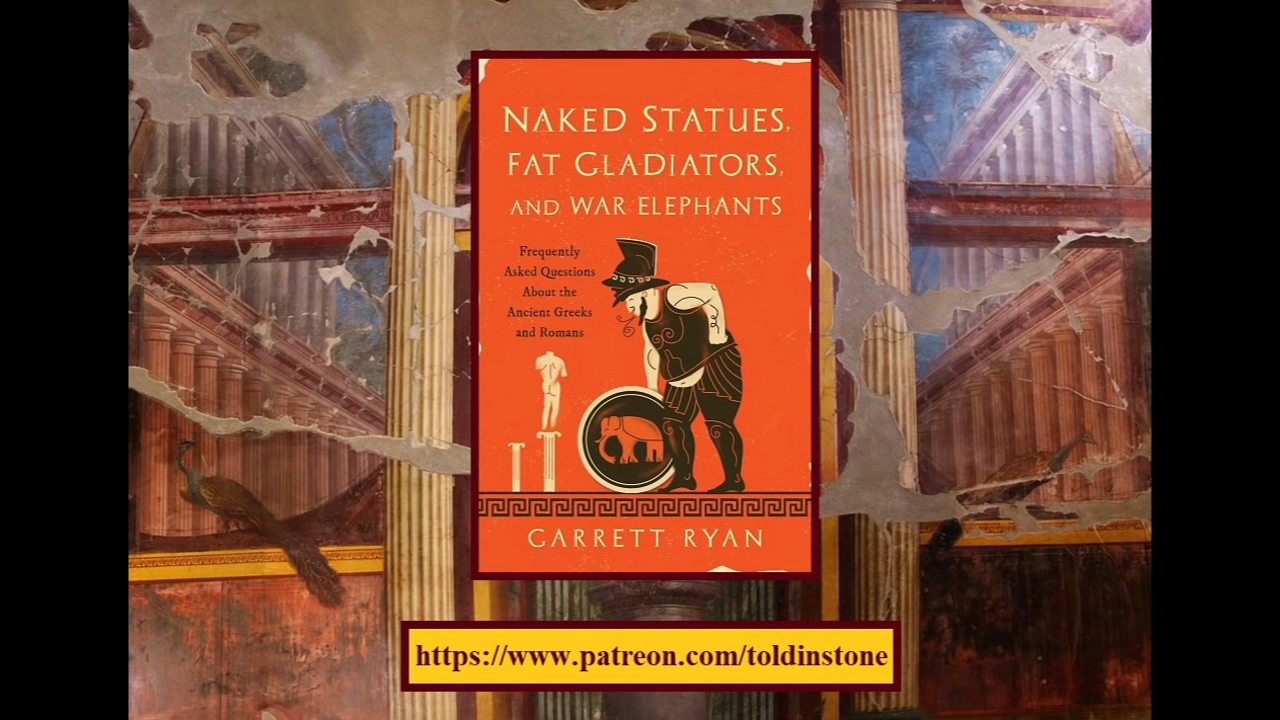 NAKED STATUES,
FAT GLADIATORS,
AND WAR ELEPHANTS
Frequently
Asked Questions
About the
Ancient Greeks
and Romans
GARRETT RYAN
https://www.patreon.com/toldinstone